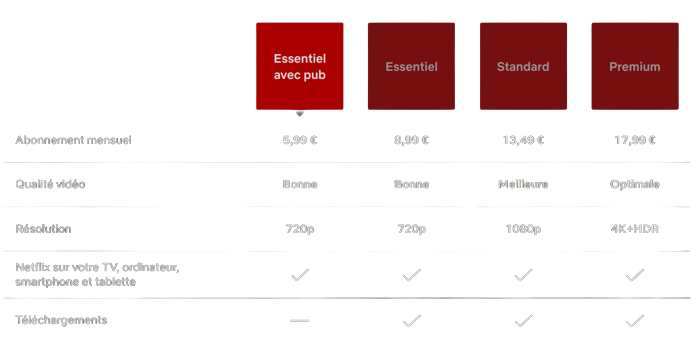 Essentiel avec pub Essentiel Standard Premium
Abonnement mensuel 5,99 € 8,99 € 13,49 € 17,99 €
Qualité vidéo Bonne Bonne Meilleure Optimale
Résolution 720p 720p 1080p 4K+HDR
Netflix sur votre TV, ordinateur,
smartphone et tablette
Téléchargements